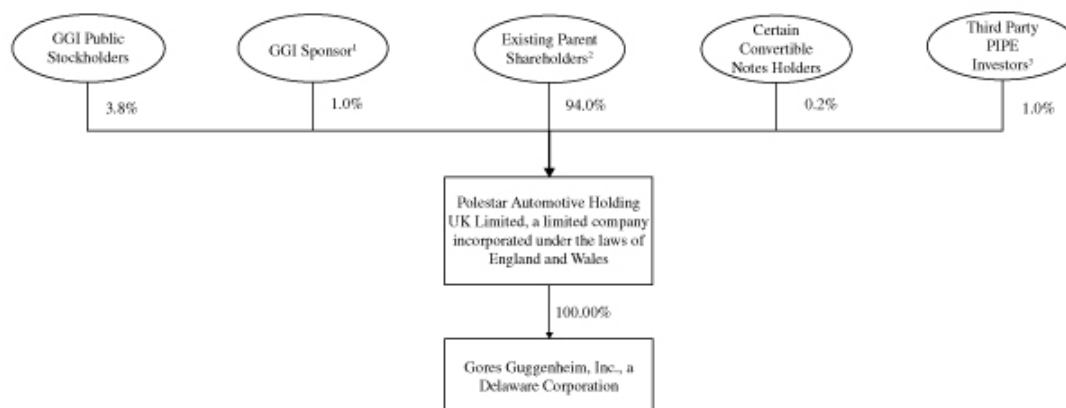 GGI Public
Stockholders
GGI Sponsor¹
Existing Parent
Shareholders²
Certain
Convertible
Notes Holders
Third Party
PIPE
Investors³
3.8%
1.0%
94.0%
0.2%
1.0%
Polestar Automotive Holding
UK Limited, a limited company
incorporated under the laws of
England and Wales
100.00%
Gores Guggenheim, Inc., a
Delaware Corporation